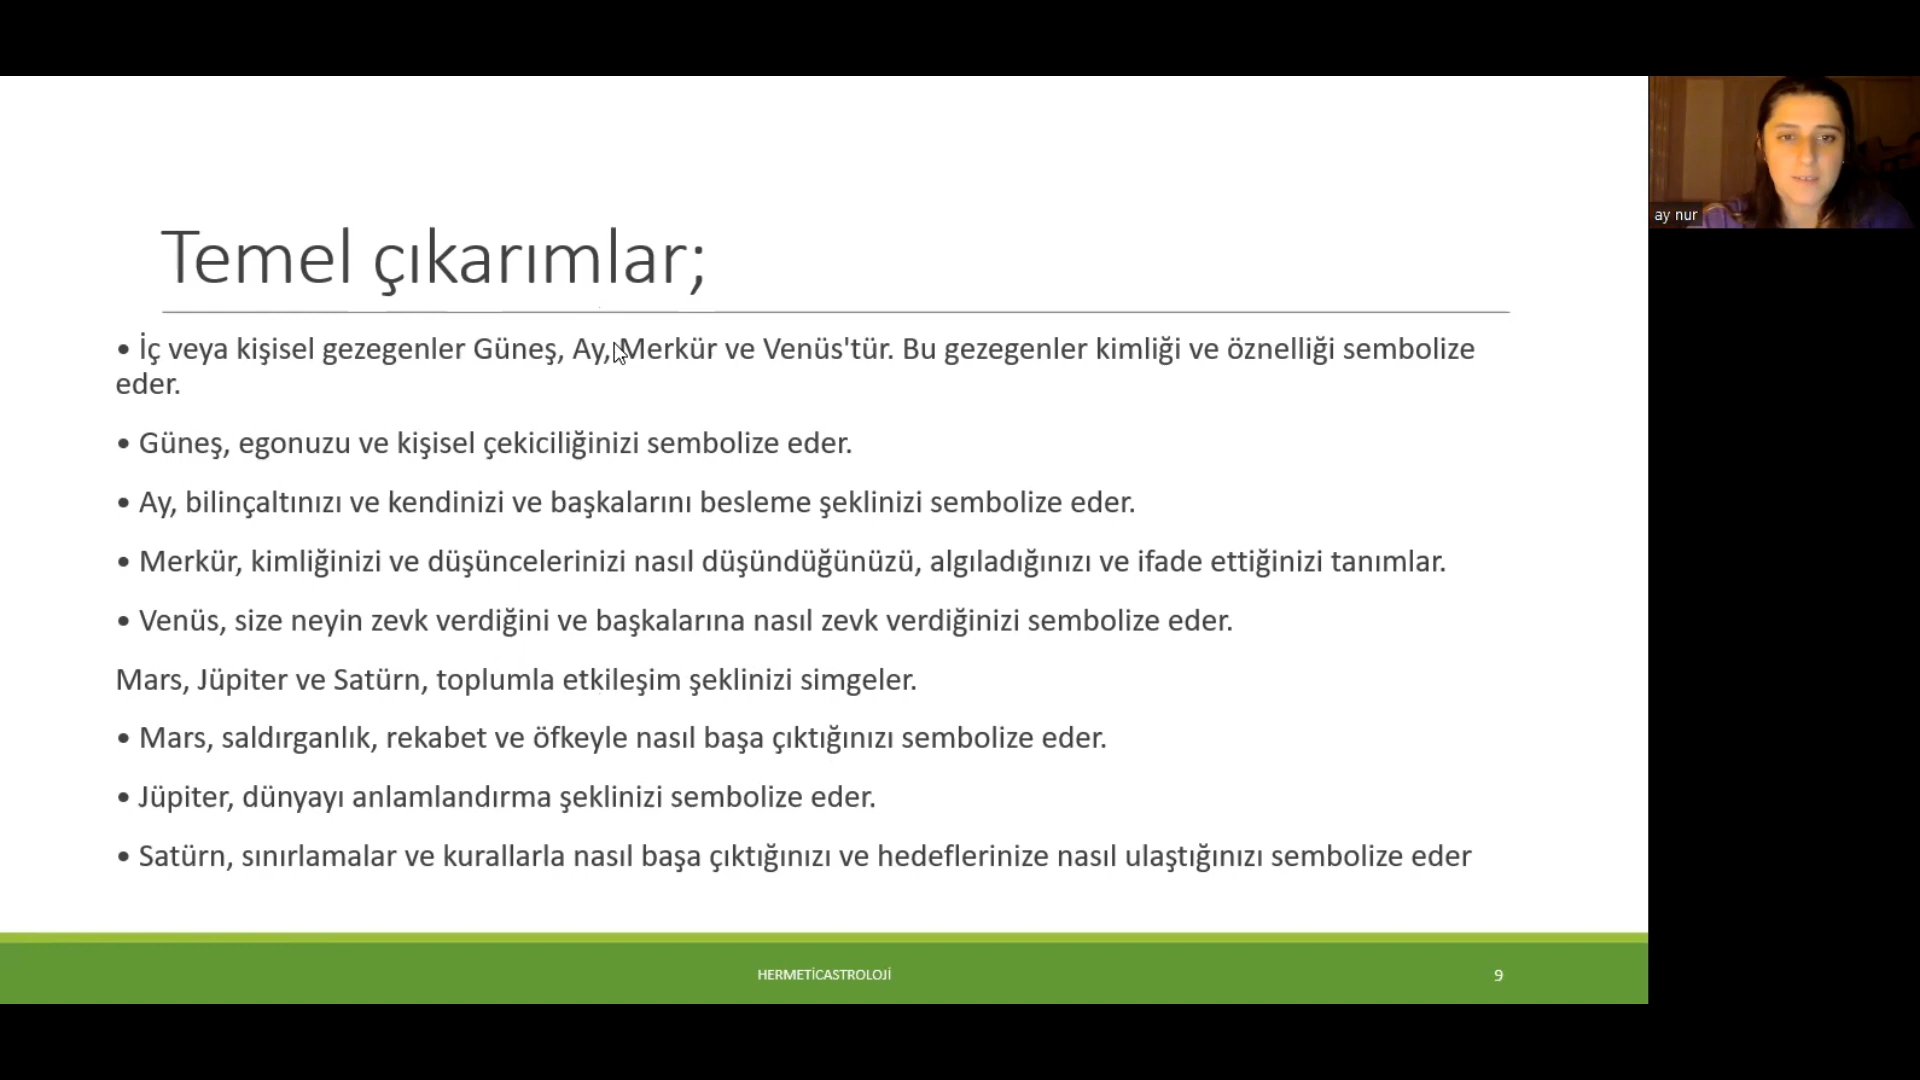 ay nur
Temel çıkarımlar;
• İç veya kişisel gezegenler Güneş, Ay, Merkür ve Venüs'tür. Bu gezegenler kimliği ve öznelliği sembolize
eder.
• Güneş, egonuzu ve kişisel çekiciliğinizi sembolize eder.
• Ay, bilinçaltınızı ve kendinizi ve başkalarını besleme şeklinizi sembolize eder.
• Merkür, kimliğinizi ve düşüncelerinizi nasıl düşündüğünüzü, algıladığınızı ve ifade ettiğinizi tanımlar.
• Venüs, size neyin zevk verdiğini ve başkalarına nasıl zevk verdiğinizi sembolize eder.
Mars, Jüpiter ve Satürn, toplumla etkileşim şeklinizi simgeler.
• Mars, saldırganlık, rekabet ve öfkeyle nasıl başa çıktığınızı sembolize eder.
• Jüpiter, dünyayı anlamlandırma şeklinizi sembolize eder.
• Satürn, sınırlamalar ve kurallarla nasıl başa çıktığınızı ve hedeflerinize nasıl ulaştığınızı sembolize eder
HERMETİCASTROLOJİ
9